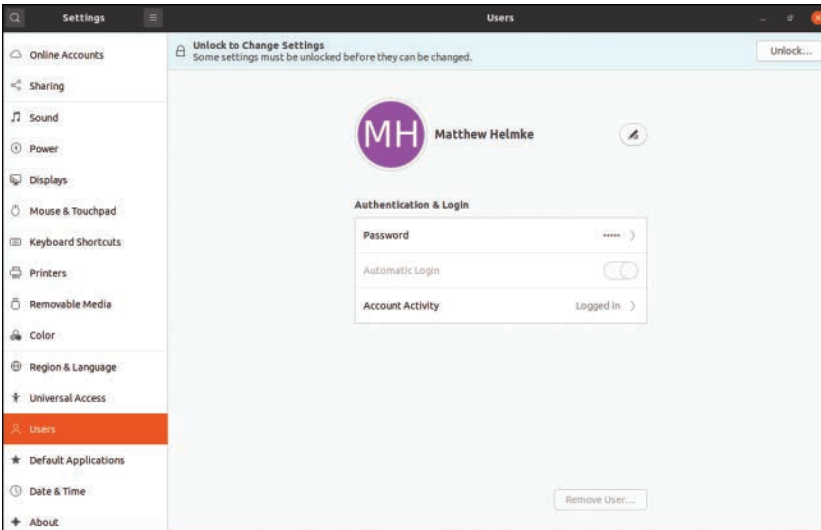 Settings
Users
Online Accounts
Sharing
Sound
Power
Displays
Mouse & Touchpad
Keyboard Shortcuts
Printers
Removable Media
Color
Region & Language
Universal Access
Users
Default Applications
Date & Time
About
Unlock to Change Settings
Some settings must be unlocked before they can be changed.
Unlock...
MH
Matthew Helmke
Authentication & Login
Password
•••••
Automatic Login
Account Activity
Logged in
Remove User...